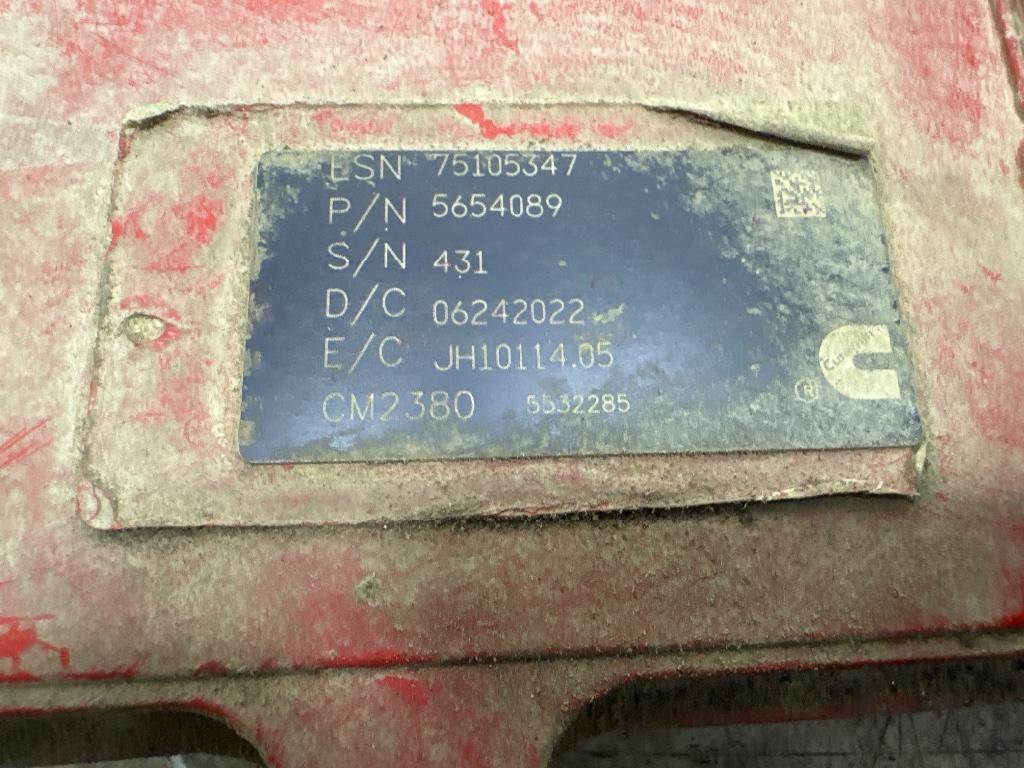 ESN 75105347
P/N 5654089
S/N 431
D/C 06242022
E/C JH10114.05
CM2380 5532285
®